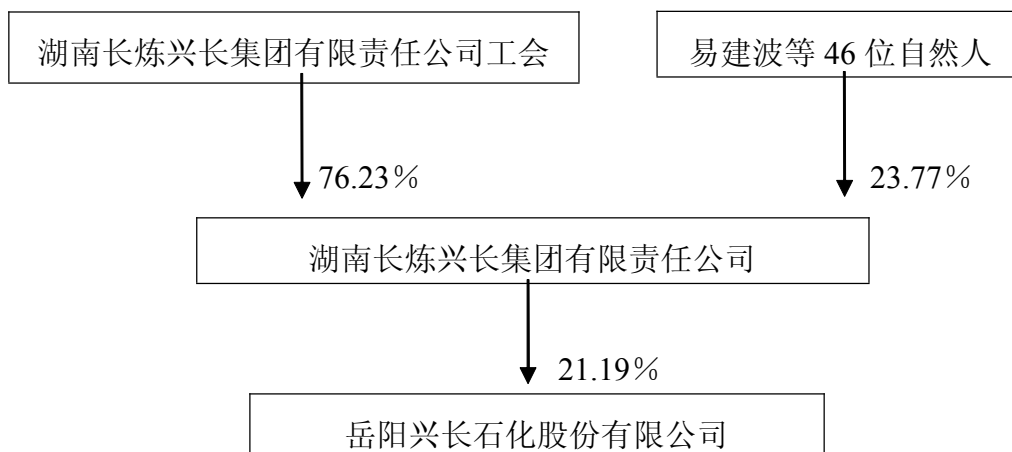 湖南长炼兴长集团有限责任公司工会
易建波等 46 位自然人
76.23％
23.77％
湖南长炼兴长集团有限责任公司
21.19％
岳阳兴长石化股份有限公司